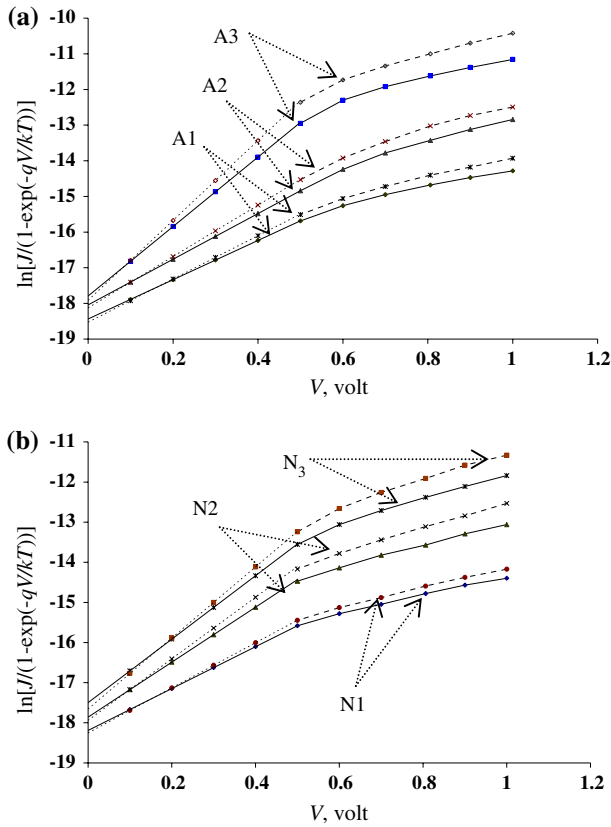 (a)
-10
-11
-12
-13
-14
-15
-16
-17
-18
-19
ln[J/(1-exp(-qV/kT))]
A3
A2
A1
0 0.2 0.4 0.6 0.8 1 1.2
V, volt
(b)
-11
-12
-13
-14
-15
-16
-17
-18
-19
ln[J/(1-exp(-qV/kT))]
N3
N2
N1
0 0.2 0.4 0.6 0.8 1 1.2
V, volt